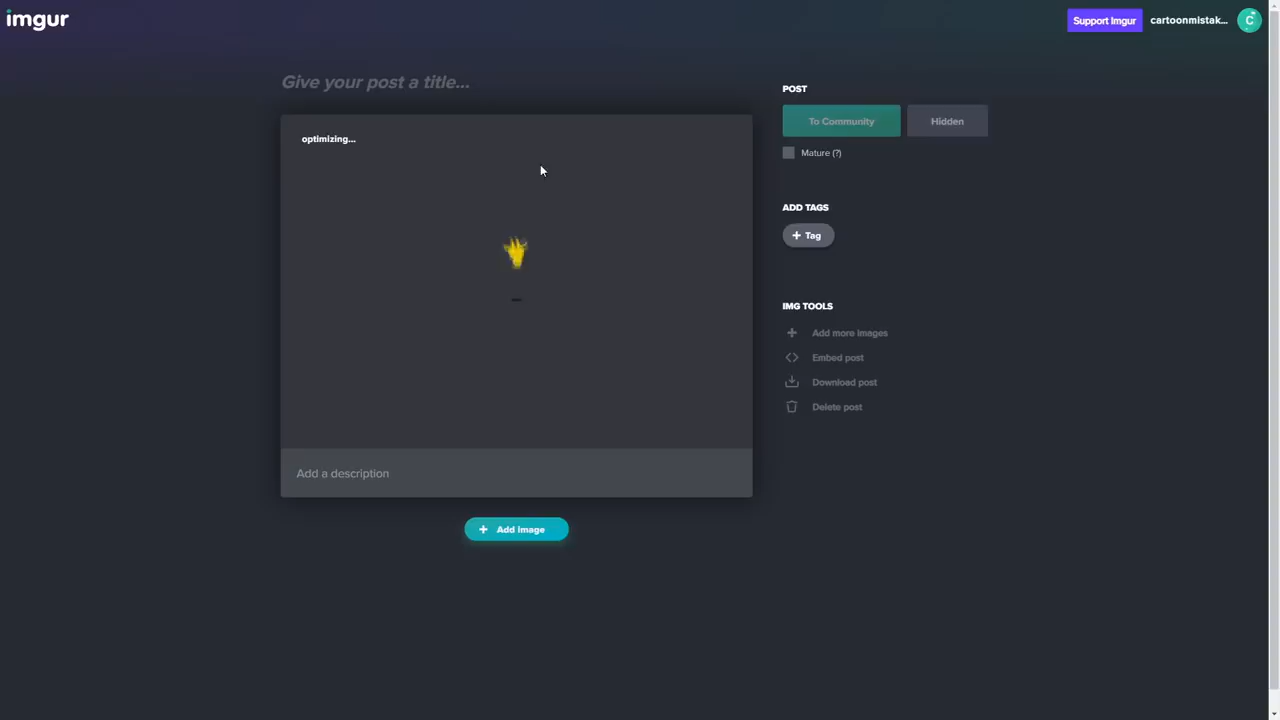 imgur
Support Imgur
cartoonmistak...
C
Give your post a title...
optimizing...
Add a description
+ Add image
POST
To Community
Hidden
Mature (?)
ADD TAGS
+ Tag
IMG TOOLS
+ Add more images
<> Embed post
Download post
Delete post